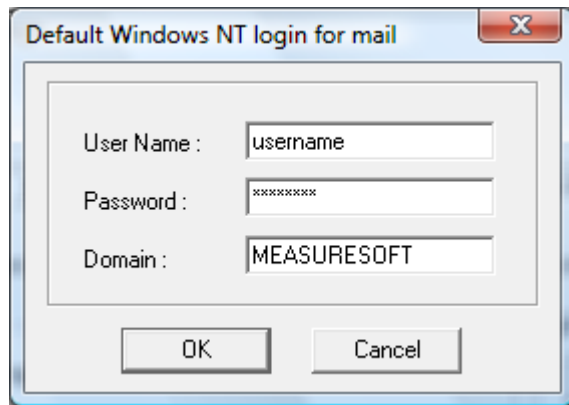 Default Windows NT login for mail
User Name : username
Password : ********
Domain : MEASURESOFT
OK Cancel